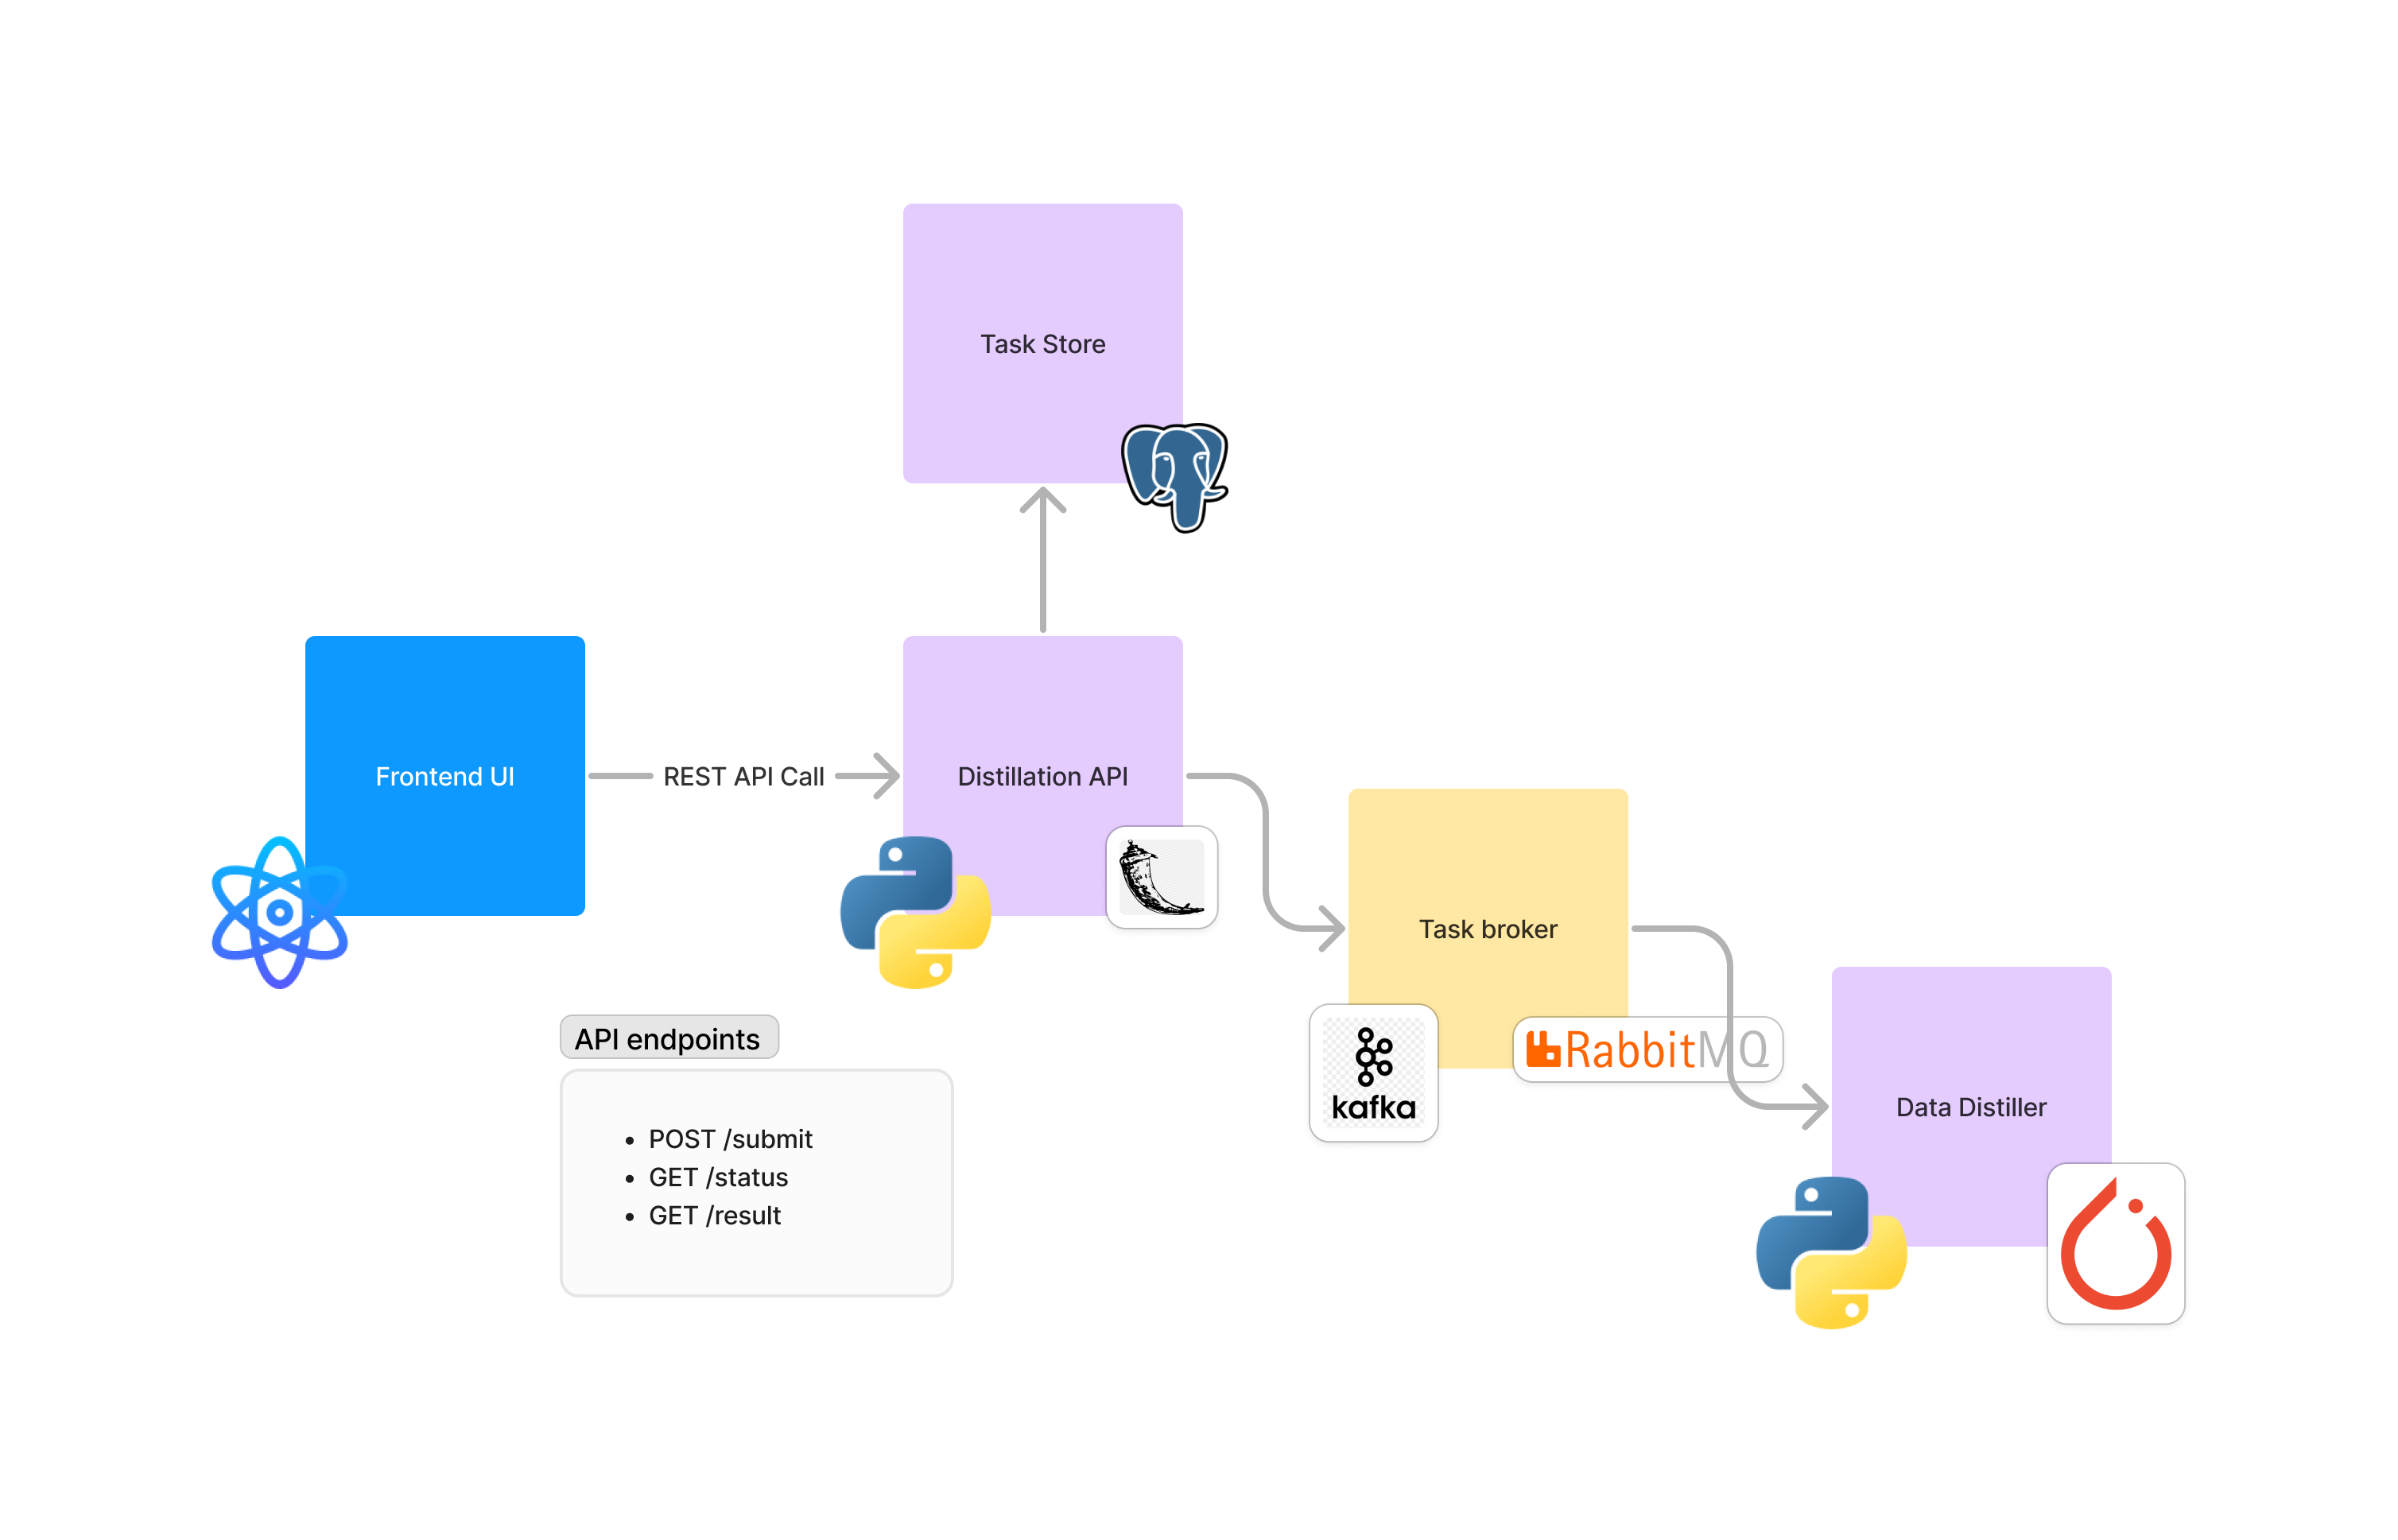 Task Store
Frontend UI
REST API Call
Distillation API
Task broker
kafka
RabbitMQ
Data Distiller
API endpoints
• POST /submit
• GET /status
• GET /result